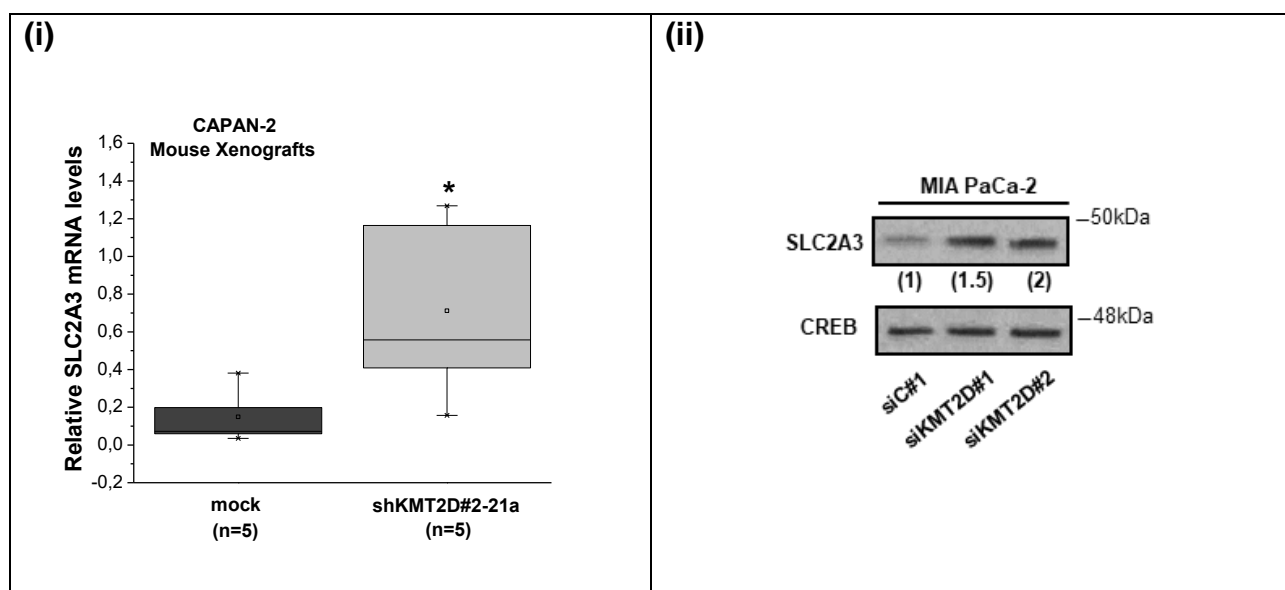 (i)
CAPAN-2
Mouse Xenografts
Relative SLC2A3 mRNA levels
1,6
1,4
1,2
1,0
0,8
0,6
0,4
0,2
0,0
-0,2
*
mock
(n=5)
shKMT2D#2-21a
(n=5)
(ii)
MIA PaCa-2
50kDa
SLC2A3
(1) (1.5) (2)
48kDa
CREB
siC#1
siKMT2D#1
siKMT2D#2